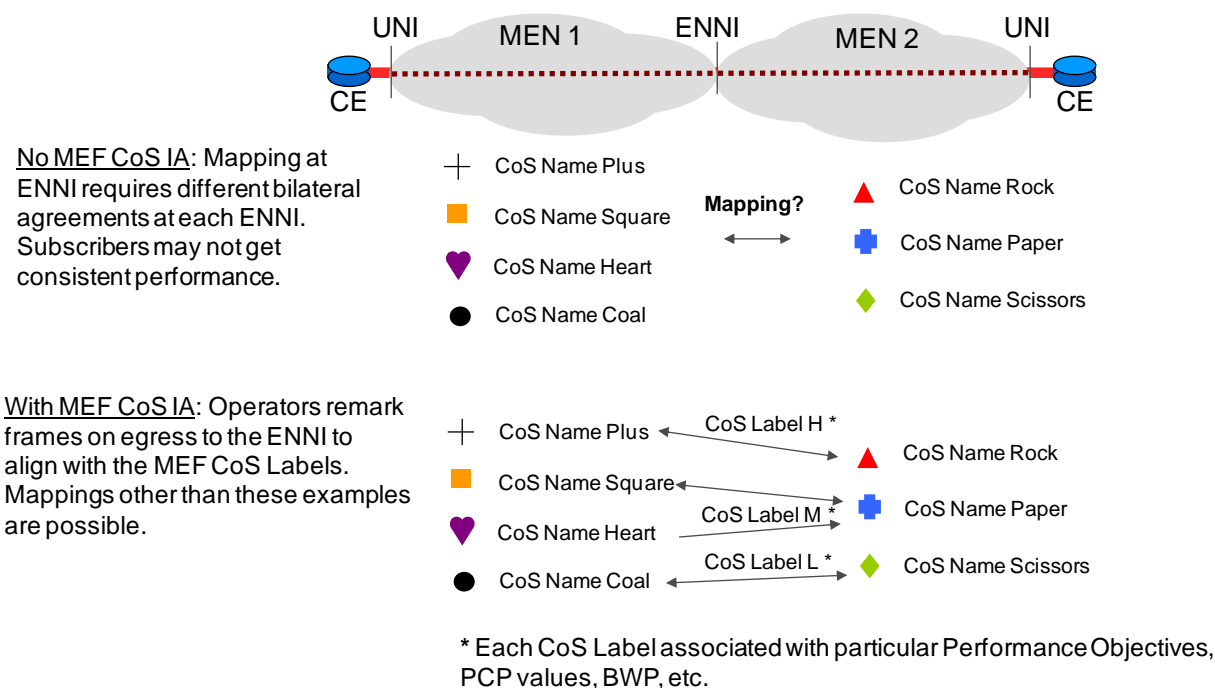 UNI MEN 1 ENNI MEN 2 UNI
CE CE
No MEF CoS IA: Mapping at
ENNI requires different bilateral
agreements at each ENNI.
Subscribers may not get
consistent performance.
CoS Name Plus
CoS Name Square
CoS Name Heart
CoS Name Coal
Mapping?
CoS Name Rock
CoS Name Paper
CoS Name Scissors
With MEF CoS IA: Operators remark
frames on egress to the ENNI to
align with the MEF CoS Labels.
Mappings other than these examples
are possible.
CoS Name Plus
CoS Name Square
CoS Name Heart
CoS Name Coal
CoS Label H *
CoS Label M *
CoS Label L *
CoS Name Rock
CoS Name Paper
CoS Name Scissors
* Each CoS Label associated with particular Performance Objectives,
PCP values, BWP, etc.